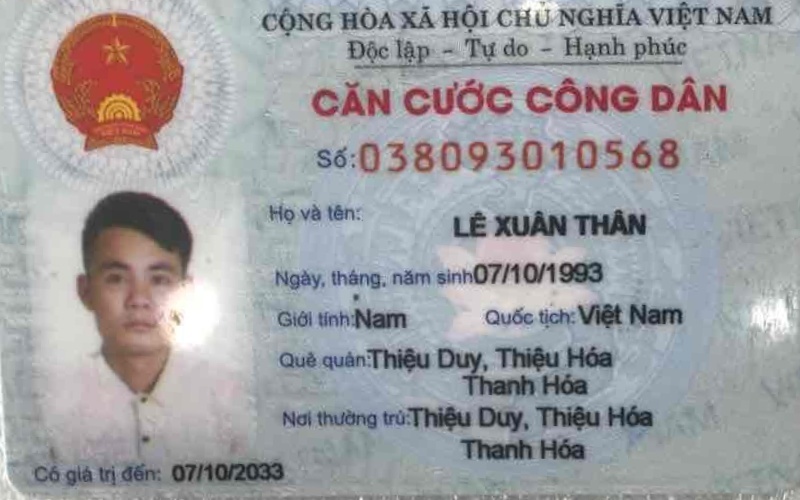 CỘNG HÒA XÃ HỘI CHỦ NGHĨA VIỆT NAM
Độc lập - Tự do - Hạnh phúc
CĂN CƯỚC CÔNG DÂN
Số: 038093010568
Họ và tên: LÊ XUÂN THÂN
Ngày, tháng, năm sinh 07/10/1993
Giới tính: Nam Quốc tịch: Việt Nam
Quê quán: Thiệu Duy, Thiệu Hóa
Thanh Hóa
Nơi thường trú: Thiệu Duy, Thiệu Hóa
Thanh Hóa
Có giá trị đến: 07/10/2033